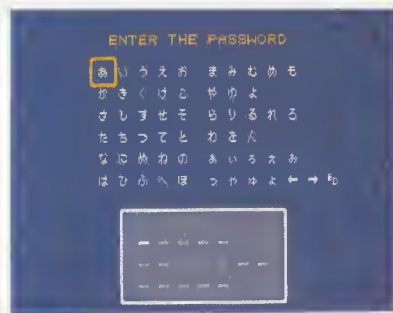 ENTER THE PASSWORD
あ い う え お ま み む め も
か き く け こ や ゆ よ
さ し す せ そ ら り る れ ろ
た ち つ て と わ を ん
な に ぬ ね の ぁ ぃ ぅ ぇ ぉ
は ひ ふ へ ほ っ ゃ ゅ ょ ← → ED